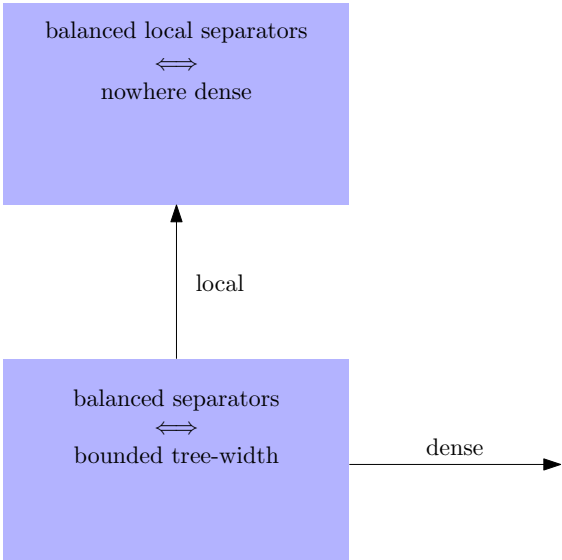 balanced local separators
⟺
nowhere dense
local
balanced separators
⟺
bounded tree-width
dense